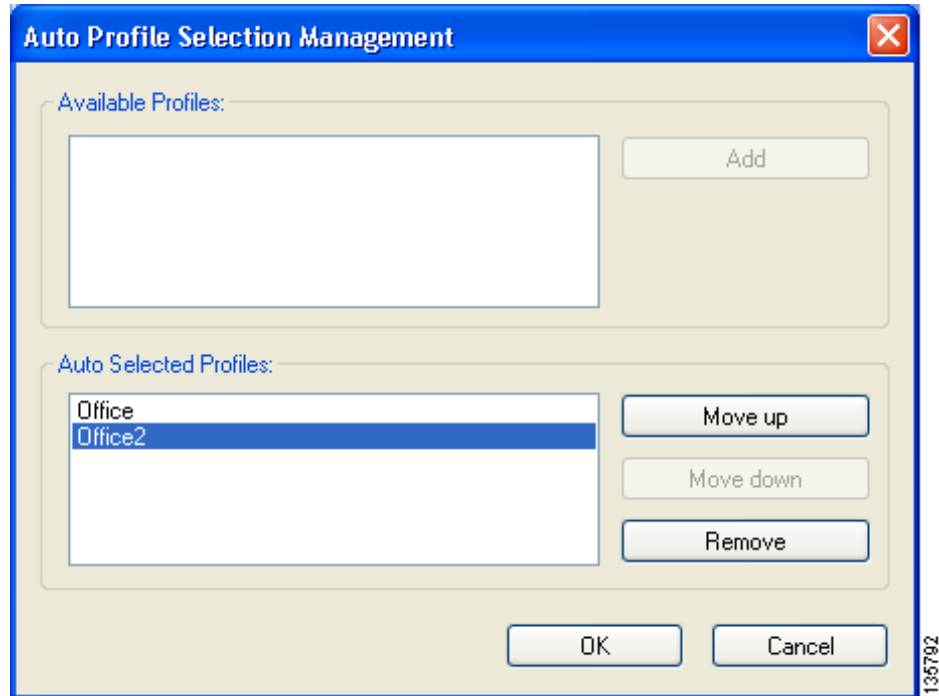 Auto Profile Selection Management
Available Profiles:
Add
Auto Selected Profiles:
Office
Office2
Move up
Move down
Remove
OK
Cancel
135792